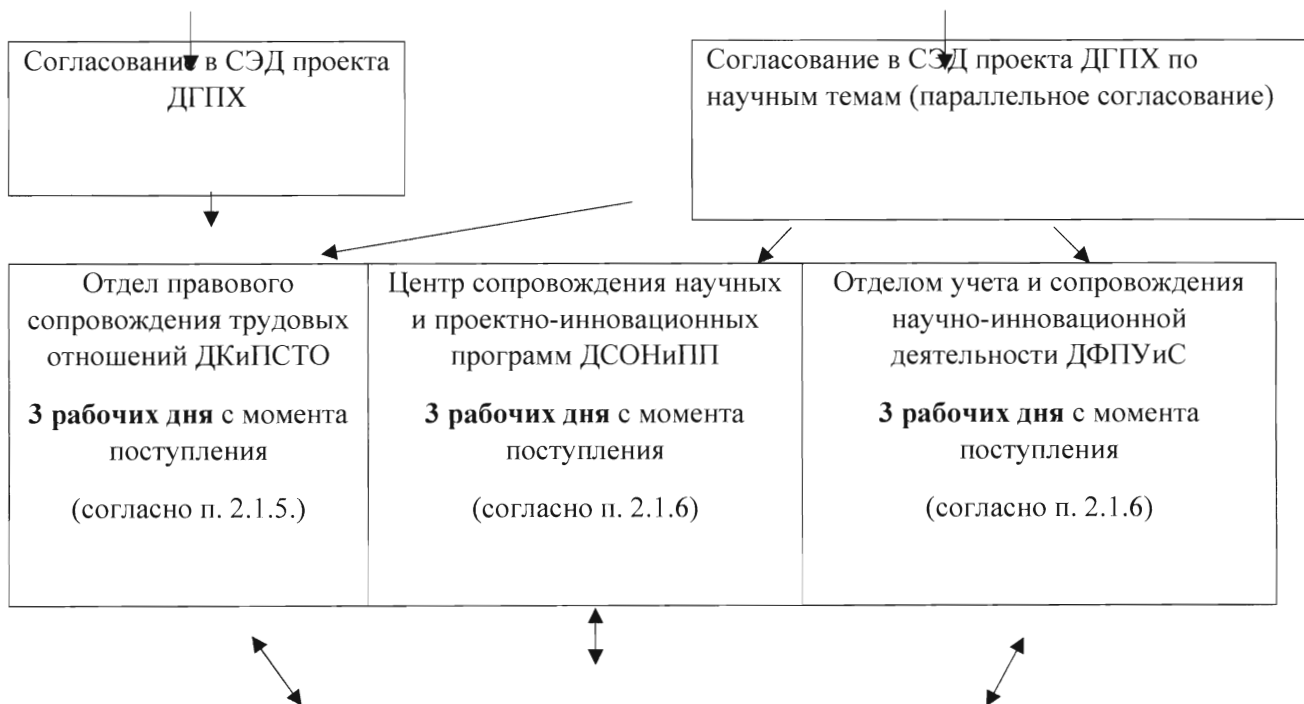 Согласование в СЭД проекта
ДГПХ
Согласование в СЭД проекта ДГПХ по
научным темам (параллельное согласование)
Отдел правового
сопровождения трудовых
отношений ДКиПСТО
3 рабочих дня с момента
поступления
(согласно п. 2.1.5.)
Центр сопровождения научных
и проектно-инновационных
программ ДСОНиПП
3 рабочих дня с момента
поступления
(согласно п. 2.1.6)
Отделом учета и сопровождения
научно-инновационной
деятельности ДФПУиС
3 рабочих дня с момента
поступления
(согласно п. 2.1.6)